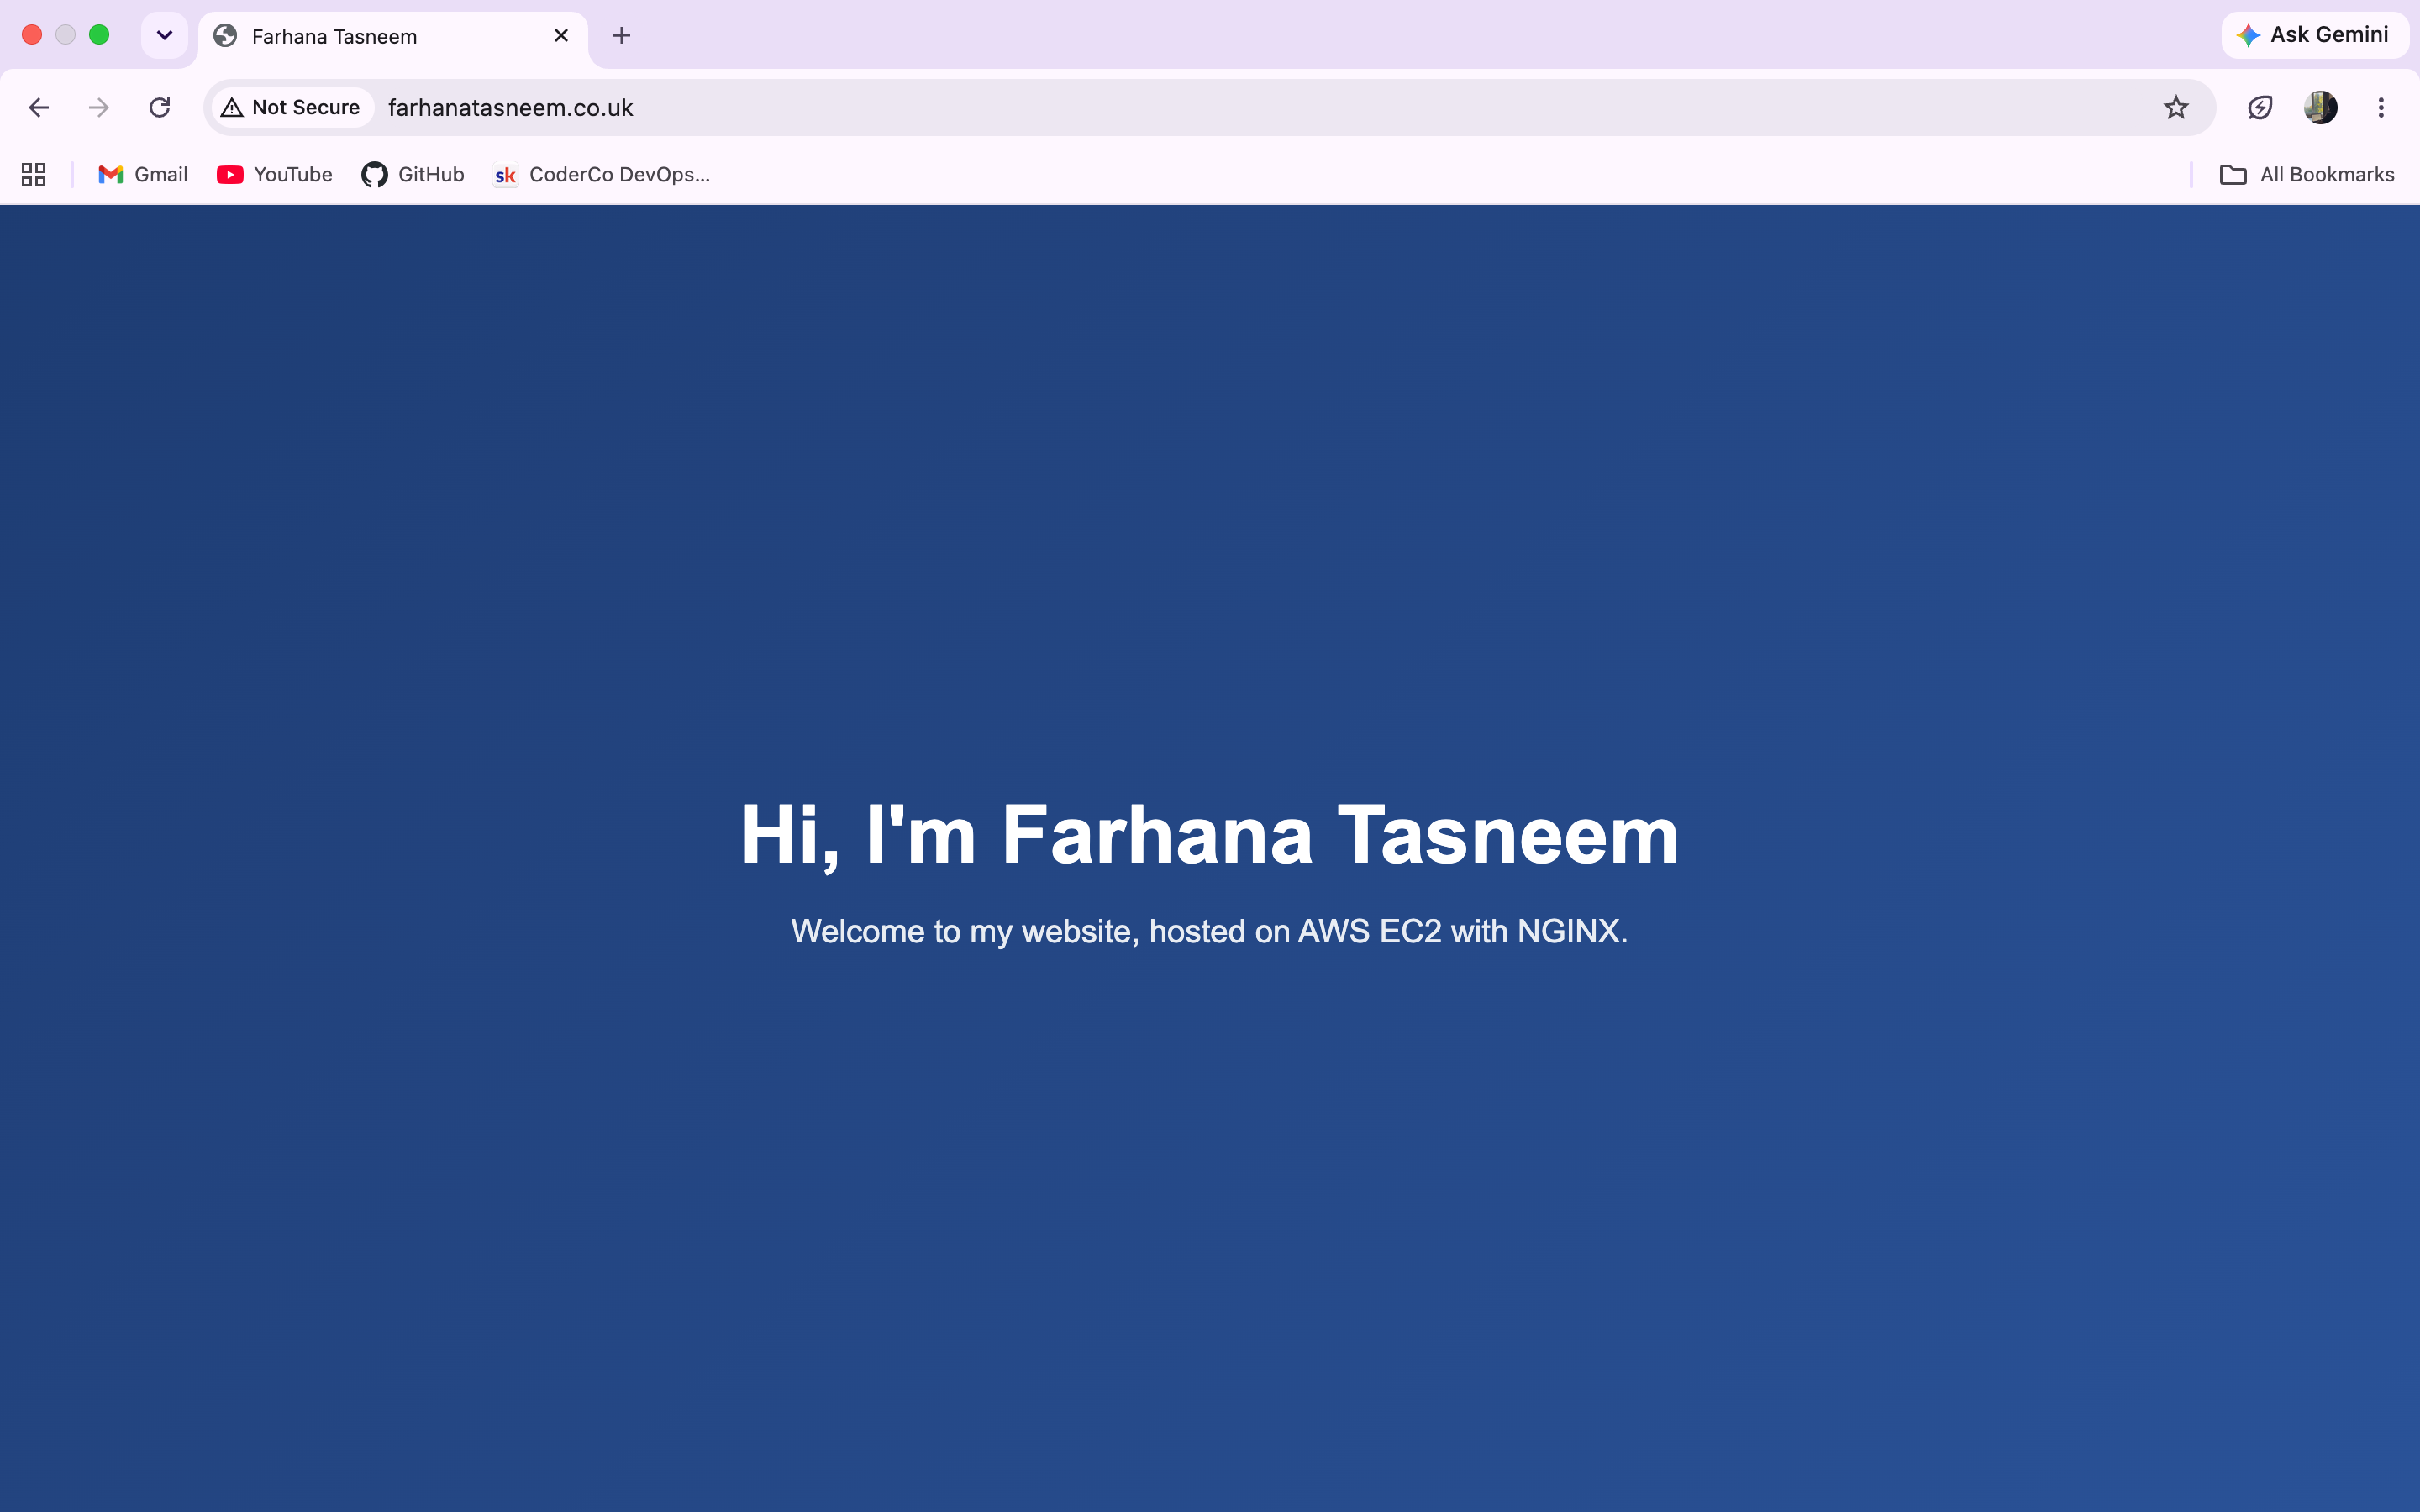 Farhana Tasneem
Ask Gemini
Not Secure
farhanatasneem.co.uk
Gmail
YouTube
GitHub
sk
CoderCo DevOps...
All Bookmarks
Hi, I'm Farhana Tasneem
Welcome to my website, hosted on AWS EC2 with NGINX.